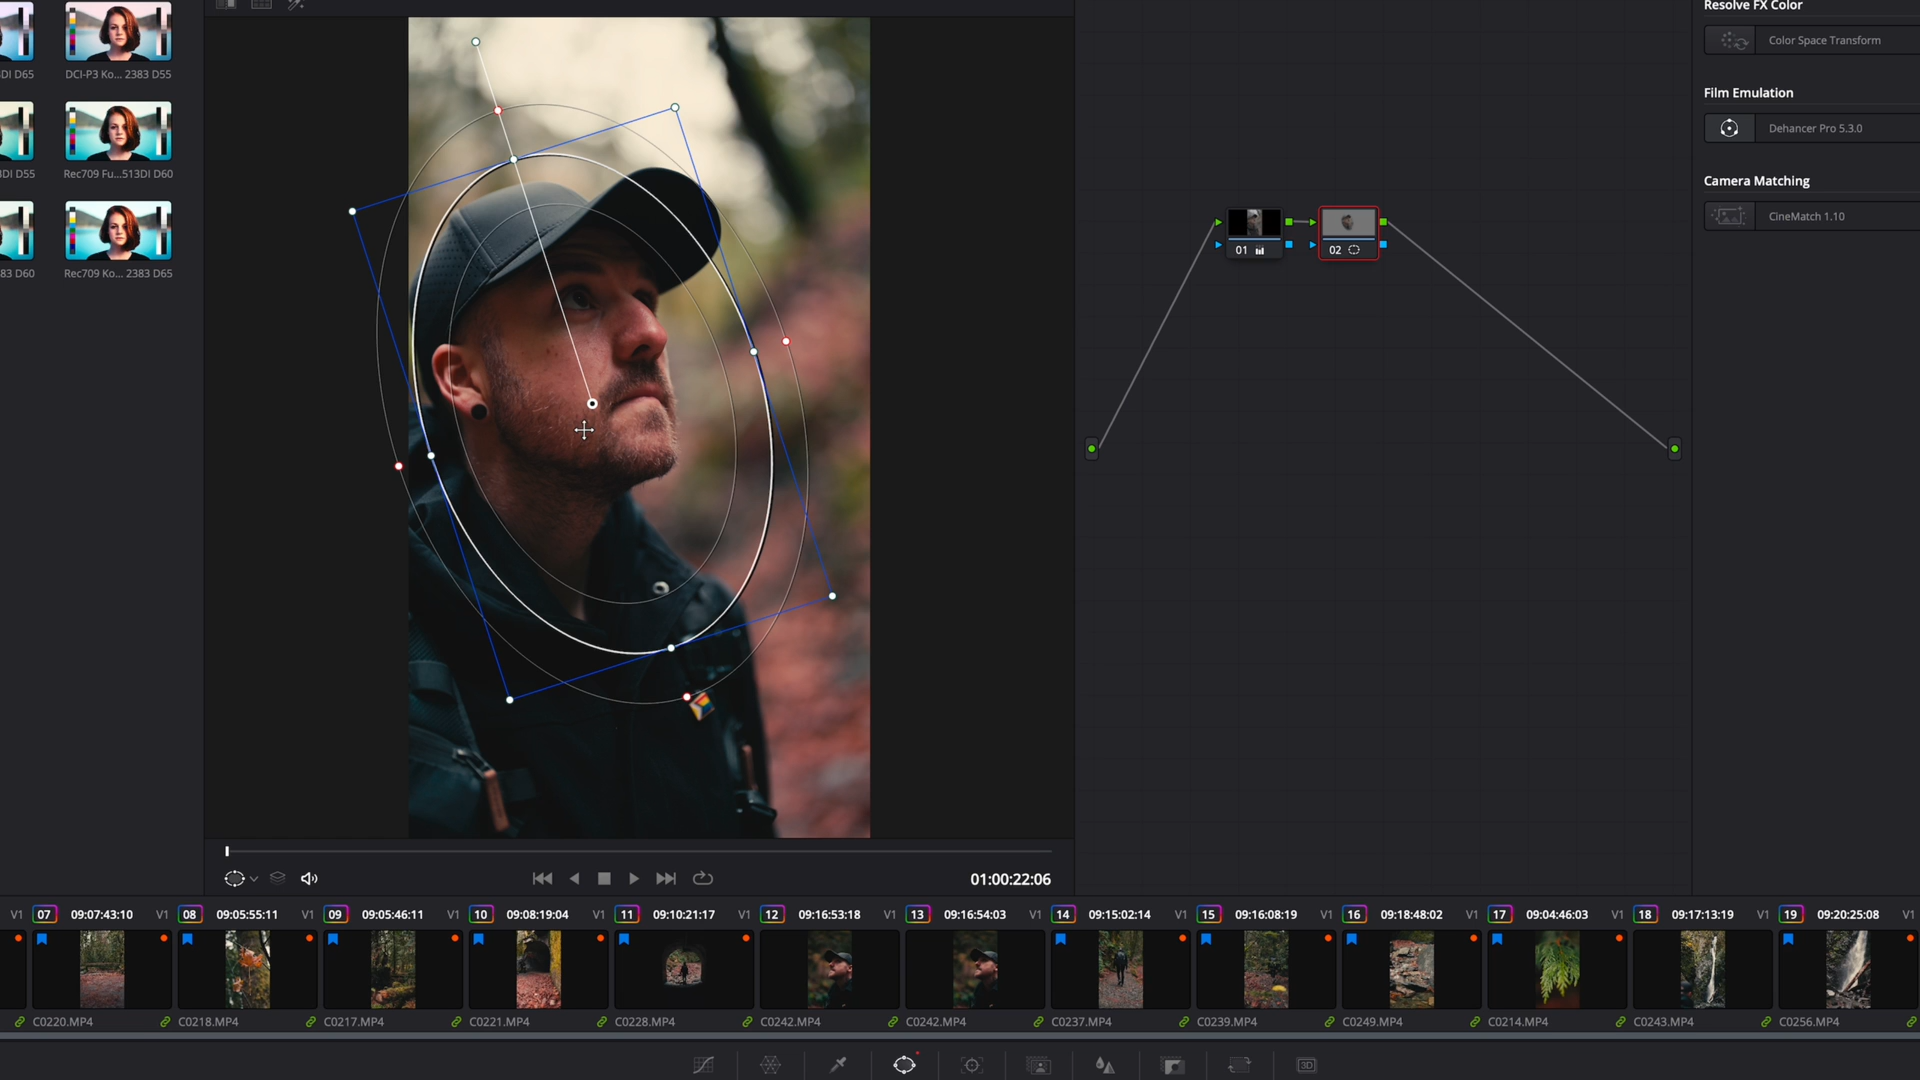 Resolve FX Color
Color Space Transform
Film Emulation
Dehancer Pro 5.3.0
Camera Matching
CineMatch 1.10
DI D65
DCI-P3 Ko... 2383 D55
DI D55
Rec709 Fu...513DI D60
83 D60
Rec709 Ko... 2383 D65
01
02
01:00:22:06
V1 07 09:07:43:10 V1 08 09:05:55:11 V1 09 09:05:46:11 V1 10 09:08:19:04 V1 11 09:10:21:17 V1 12 09:16:53:18 V1 13 09:16:54:03 V1 14 09:15:02:14 V1 15 09:16:08:19 V1 16 09:18:48:02 V1 17 09:04:46:03 V1 18 09:17:13:19 V1 19 09:20:25:08 V1
C0220.MP4 C0218.MP4 C0217.MP4 C0221.MP4 C0228.MP4 C0242.MP4 C0242.MP4 C0237.MP4 C0239.MP4 C0249.MP4 C0214.MP4 C0243.MP4 C0256.MP4
3D